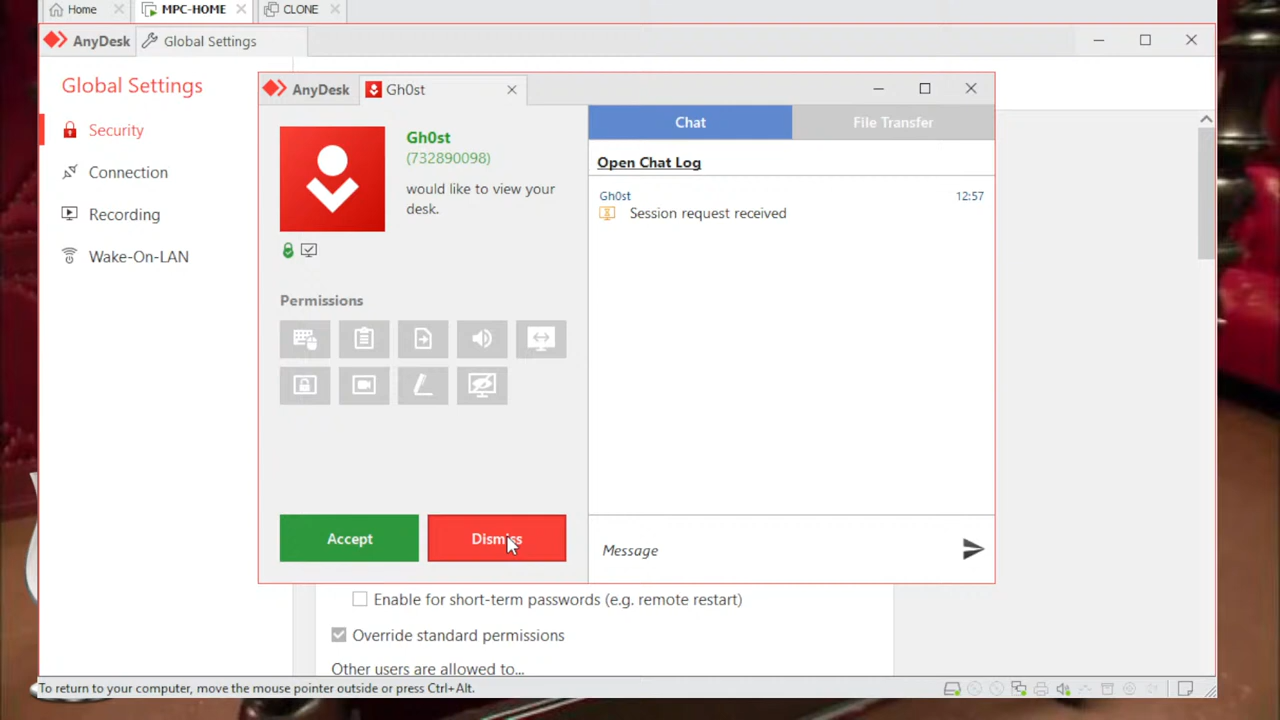 Home
MPC-HOME
CLONE
AnyDesk
Global Settings
Global Settings
Security
Connection
Recording
Wake-On-LAN
AnyDesk
Gh0st
Gh0st
(732890098)
would like to view your
desk.
Permissions
Accept
Dismiss
Chat
File Transfer
Open Chat Log
Gh0st
12:57
Session request received
Message
Enable for short-term passwords (e.g. remote restart)
Override standard permissions
Other users are allowed to...
To return to your computer, move the mouse pointer outside or press Ctrl+Alt.